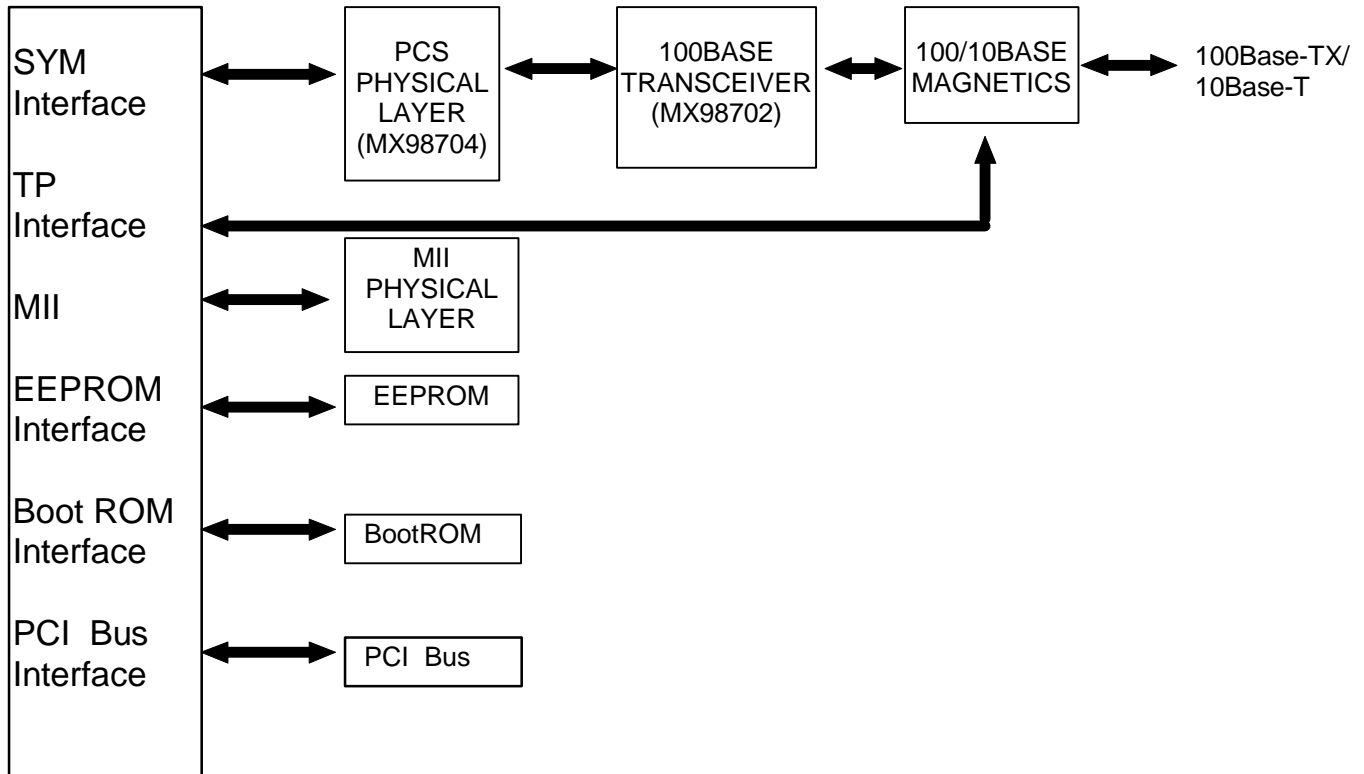 SYM
Interface
TP
Interface
MII
EEPROM
Interface
Boot ROM
Interface
PCI Bus
Interface
PCS
PHYSICAL
LAYER
(MX98704)
100BASE
TRANSCEIVER
(MX98702)
100/10BASE
MAGNETICS
100Base-TX/
10Base-T
MII
PHYSICAL
LAYER
EEPROM
BootROM
PCI Bus